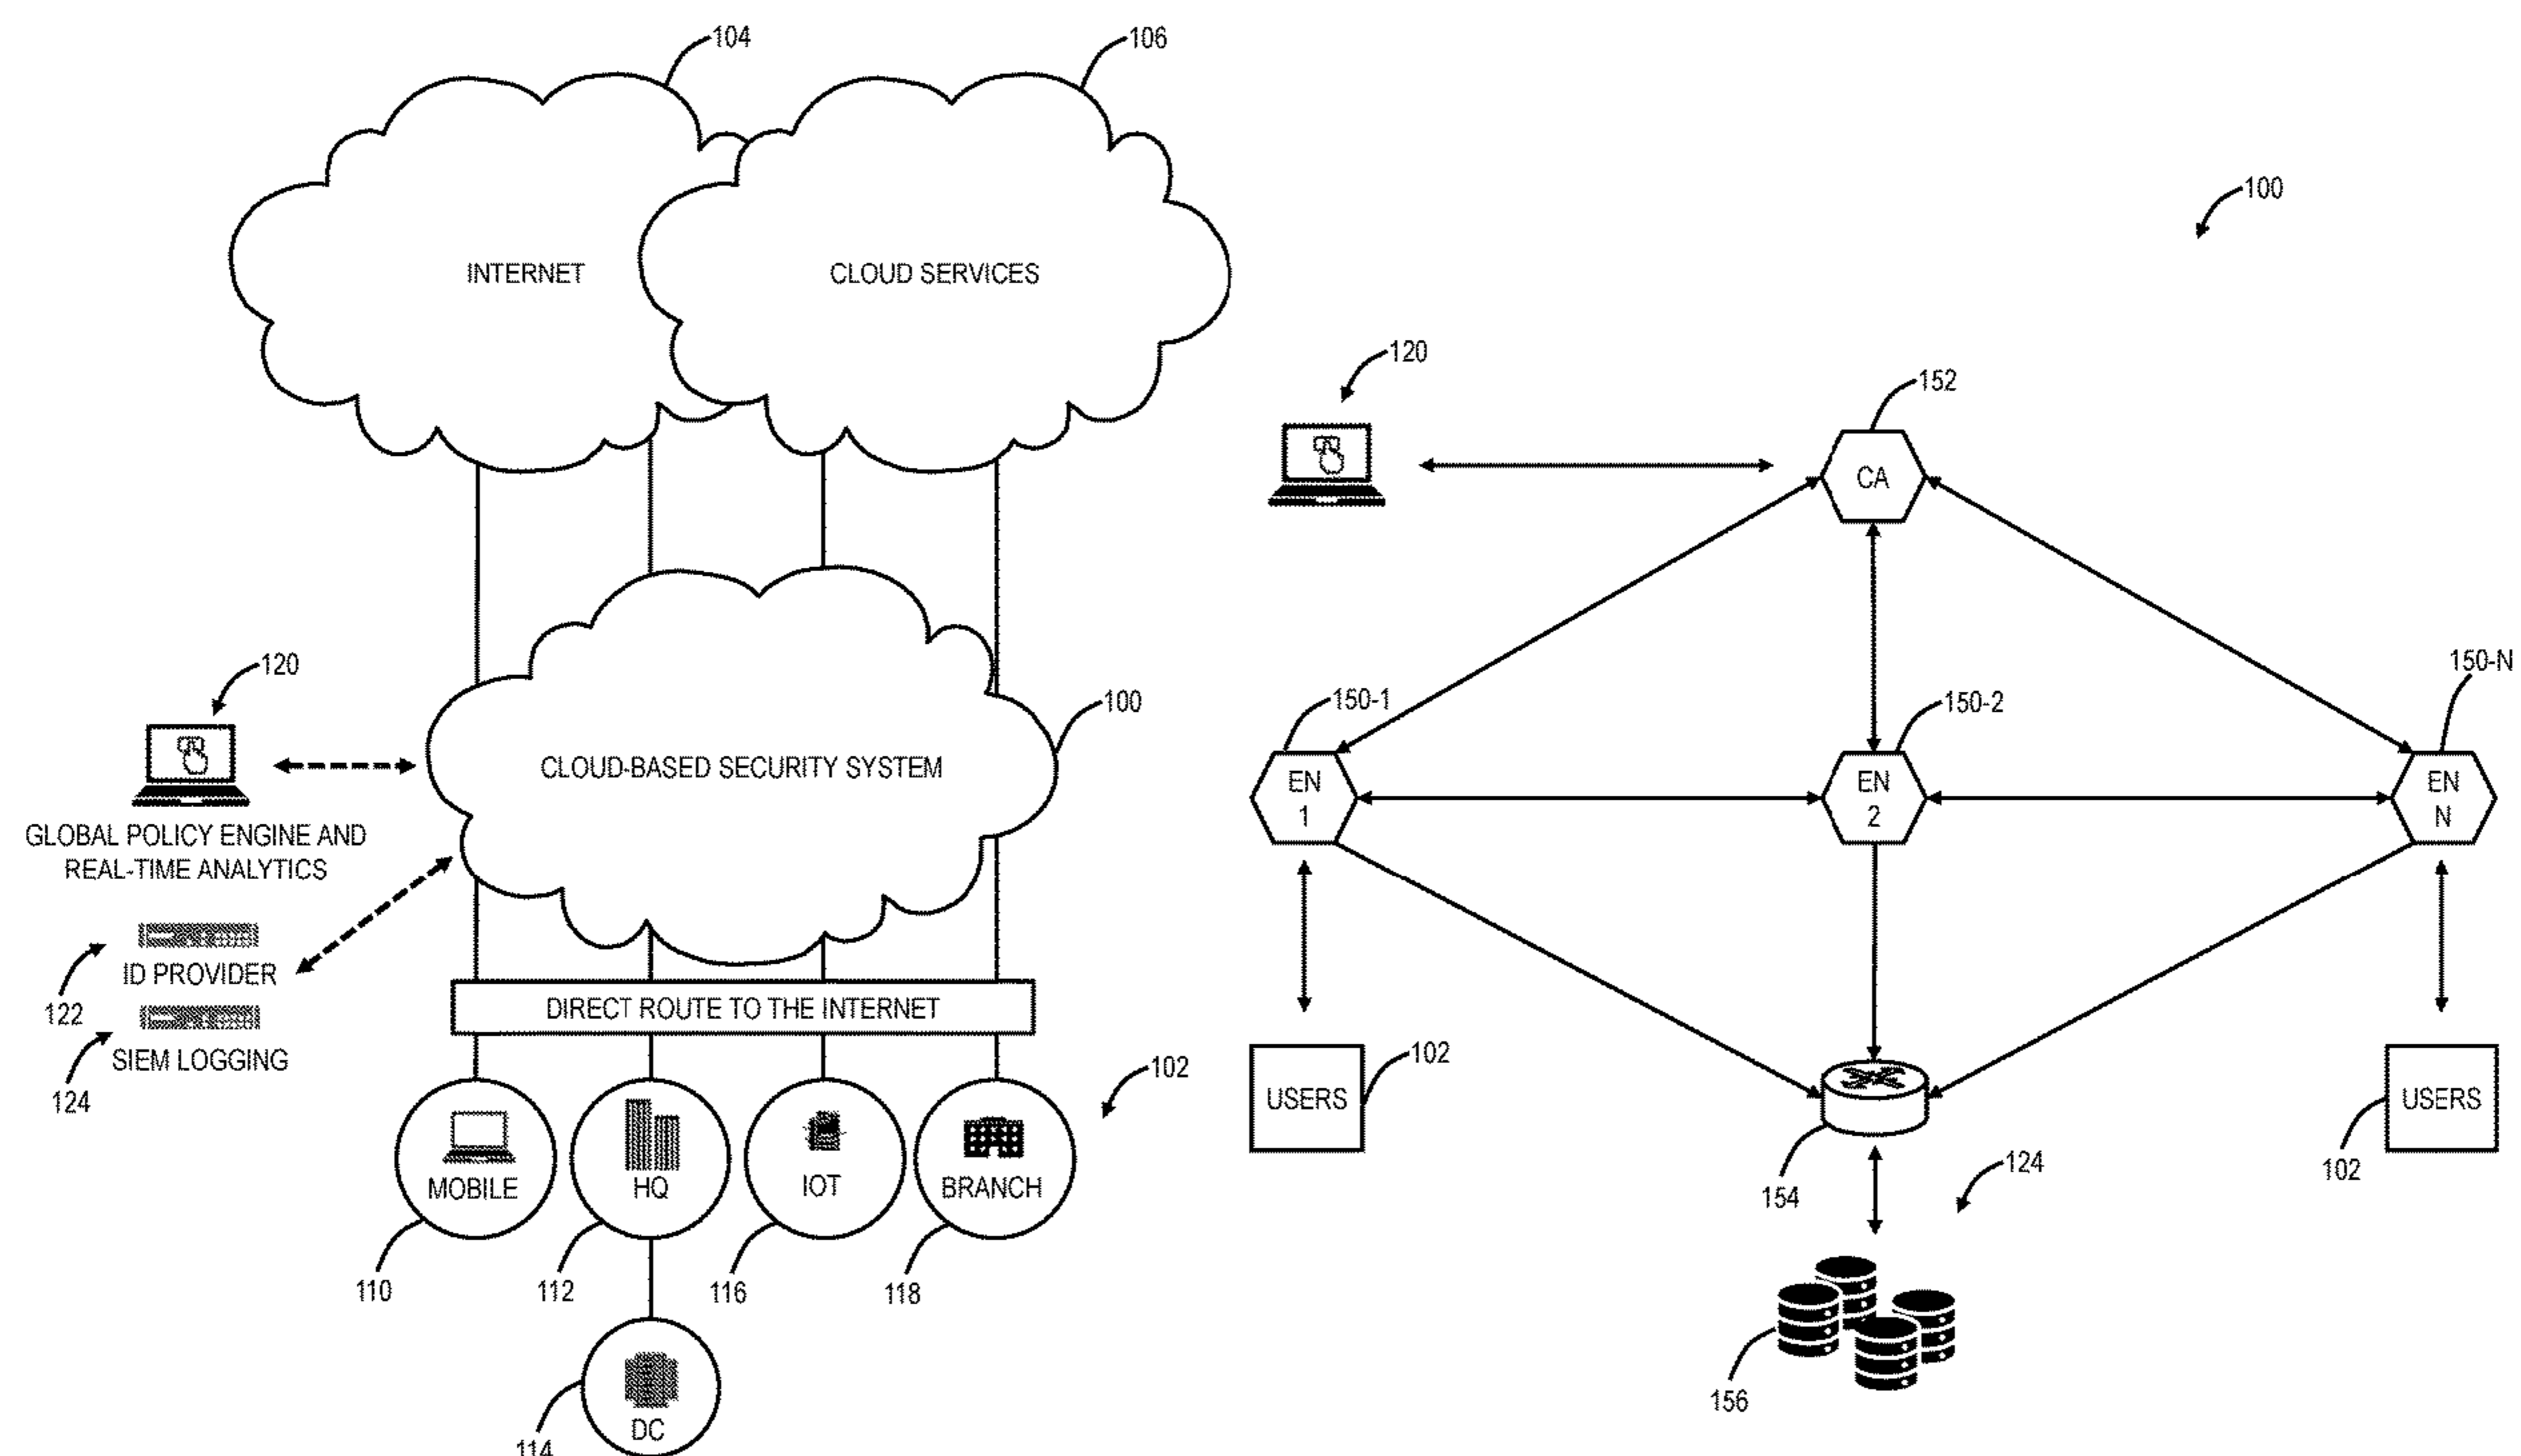 104
106
INTERNET
CLOUD SERVICES
120
100
CLOUD-BASED SECURITY SYSTEM
GLOBAL POLICY ENGINE AND
REAL-TIME ANALYTICS
122
ID PROVIDER
124
SIEM LOGGING
DIRECT ROUTE TO THE INTERNET
102
MOBILE
HQ
IOT
BRANCH
110
112
116
118
DC
114
100
120
152
CA
150-1
150-2
150-N
EN
1
EN
2
EN
N
USERS
102
USERS
102
154
124
156